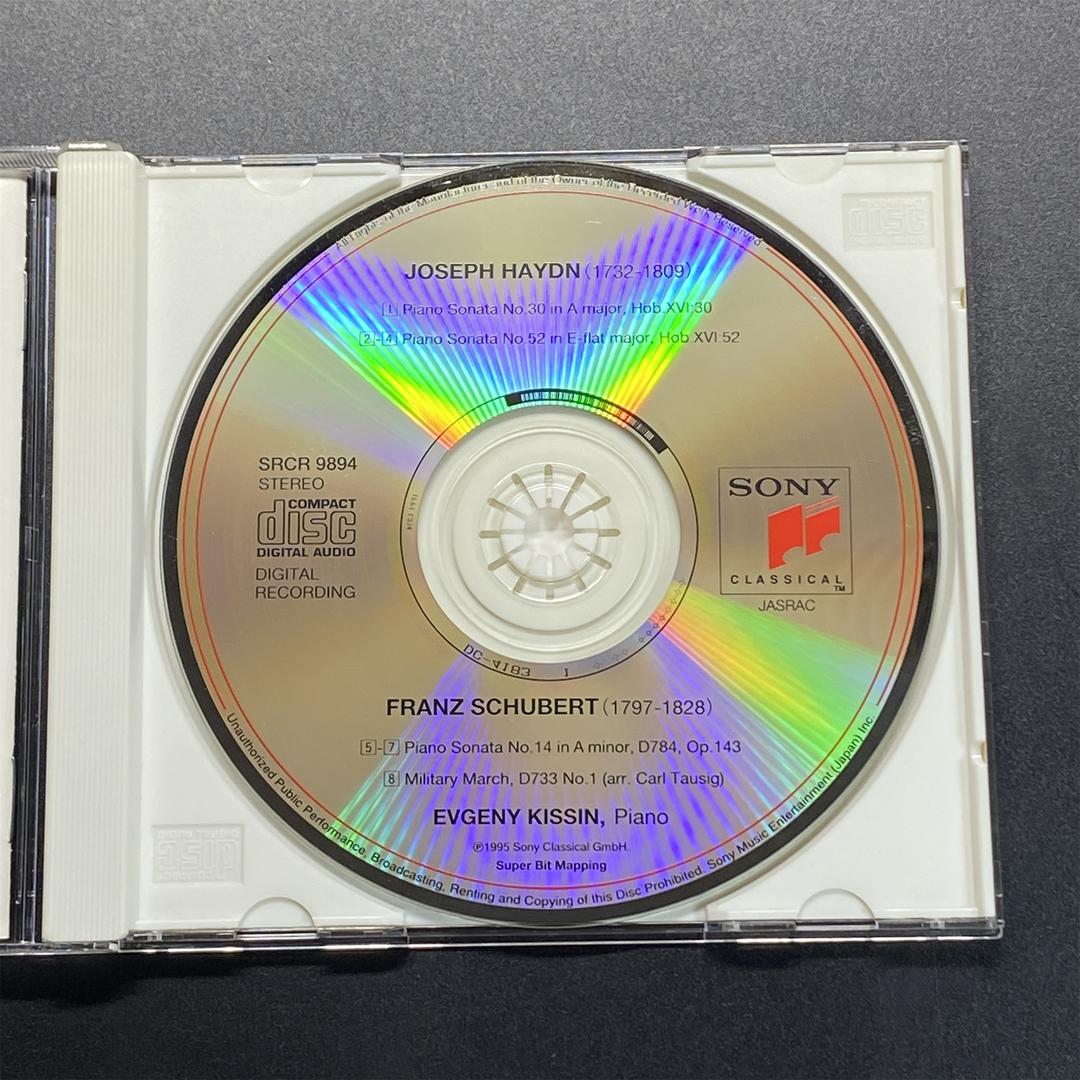 All Rights of the Manufacturer and of the Owner of the Recorded Work Reserved
JOSEPH HAYDN (1732-1809)
1 Piano Sonata No.30 in A major, Hob.XVI:30
2-4 Piano Sonata No.52 in E-flat major, Hob.XVI:52
SRCR 9894
STEREO
COMPACT
disc
DIGITAL AUDIO
DIGITAL
RECORDING
SONY
CLASSICAL™
JASRAC
DC-4183 1
FRANZ SCHUBERT (1797-1828)
5-7 Piano Sonata No.14 in A minor, D784, Op.143
8 Military March, D733 No.1 (arr. Carl Tausig)
EVGENY KISSIN, Piano
℗1995 Sony Classical GmbH.
Super Bit Mapping
Unauthorized Public Performance, Broadcasting, Renting and Copying of this Disc Prohibited. Sony Music Entertainment (Japan) Inc.
COMPACT
disc
COMPACT
disc
DIGITAL AUDIO